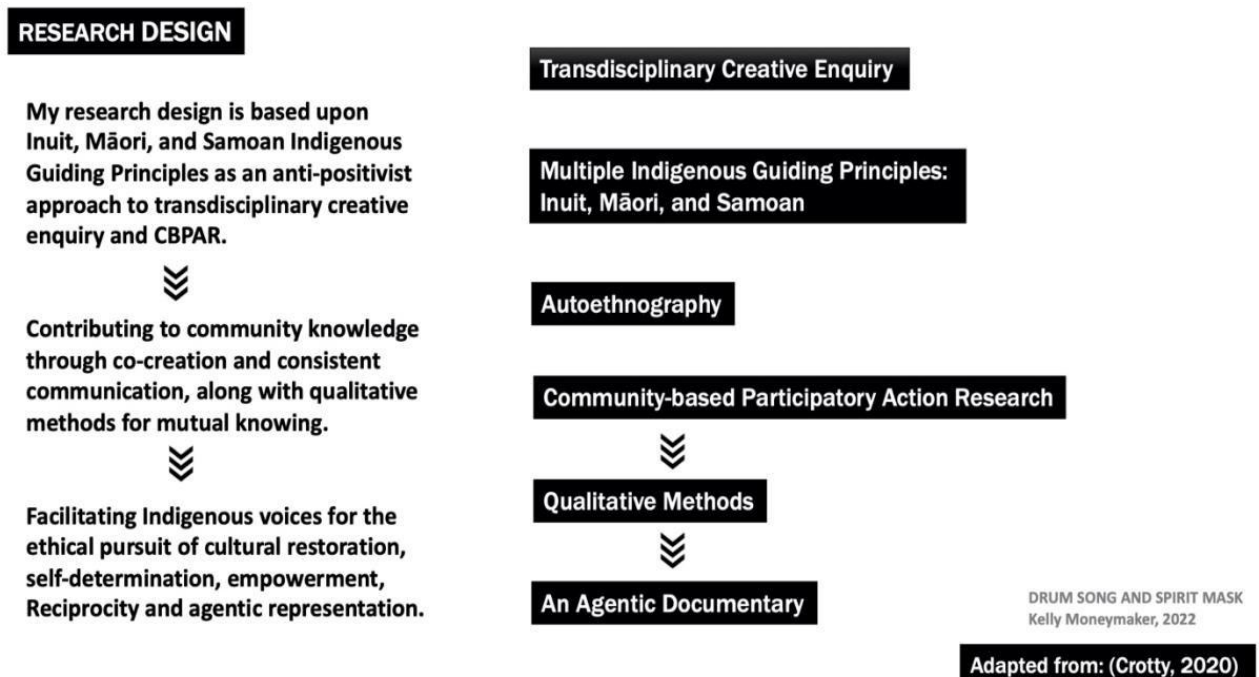 RESEARCH DESIGN
My research design is based upon
Inuit, Māori, and Samoan Indigenous
Guiding Principles as an anti-positivist
approach to transdisciplinary creative
enquiry and CBPAR.
Contributing to community knowledge
through co-creation and consistent
communication, along with qualitative
methods for mutual knowing.
Facilitating Indigenous voices for the
ethical pursuit of cultural restoration,
self-determination, empowerment,
Reciprocity and agentic representation.
Transdisciplinary Creative Enquiry
Multiple Indigenous Guiding Principles:
Inuit, Māori, and Samoan
Autoethnography
Community-based Participatory Action Research
Qualitative Methods
An Agentic Documentary
DRUM SONG AND SPIRIT MASK
Kelly Moneymaker, 2022
Adapted from: (Crotty, 2020)